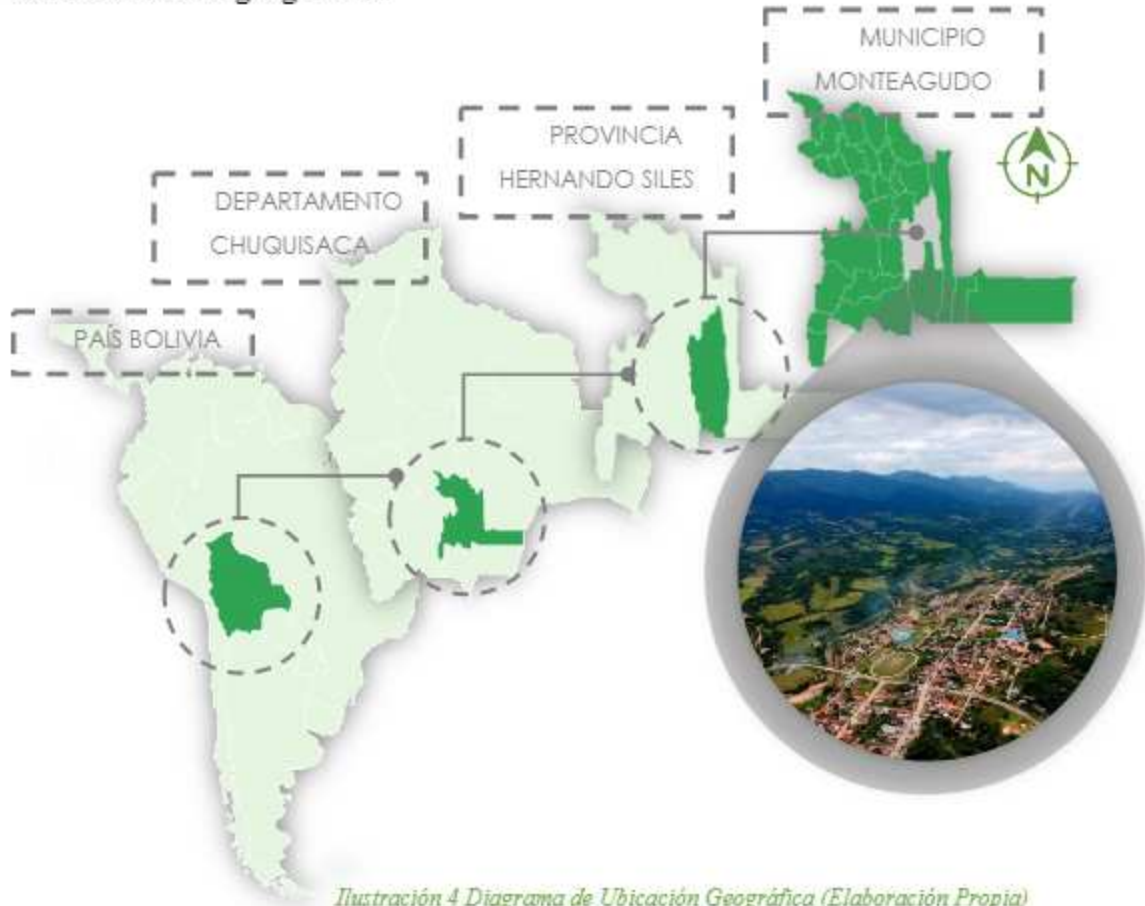 MUNICIPIO
MONTEAGUDO
PROVINCIA
HERNANDO SILES
DEPARTAMENTO
CHUQUISACA
PAÍS BOLIVIA
N
Ilustración 4 Diagrama de Ubicación Geográfica (Elaboración Propia)